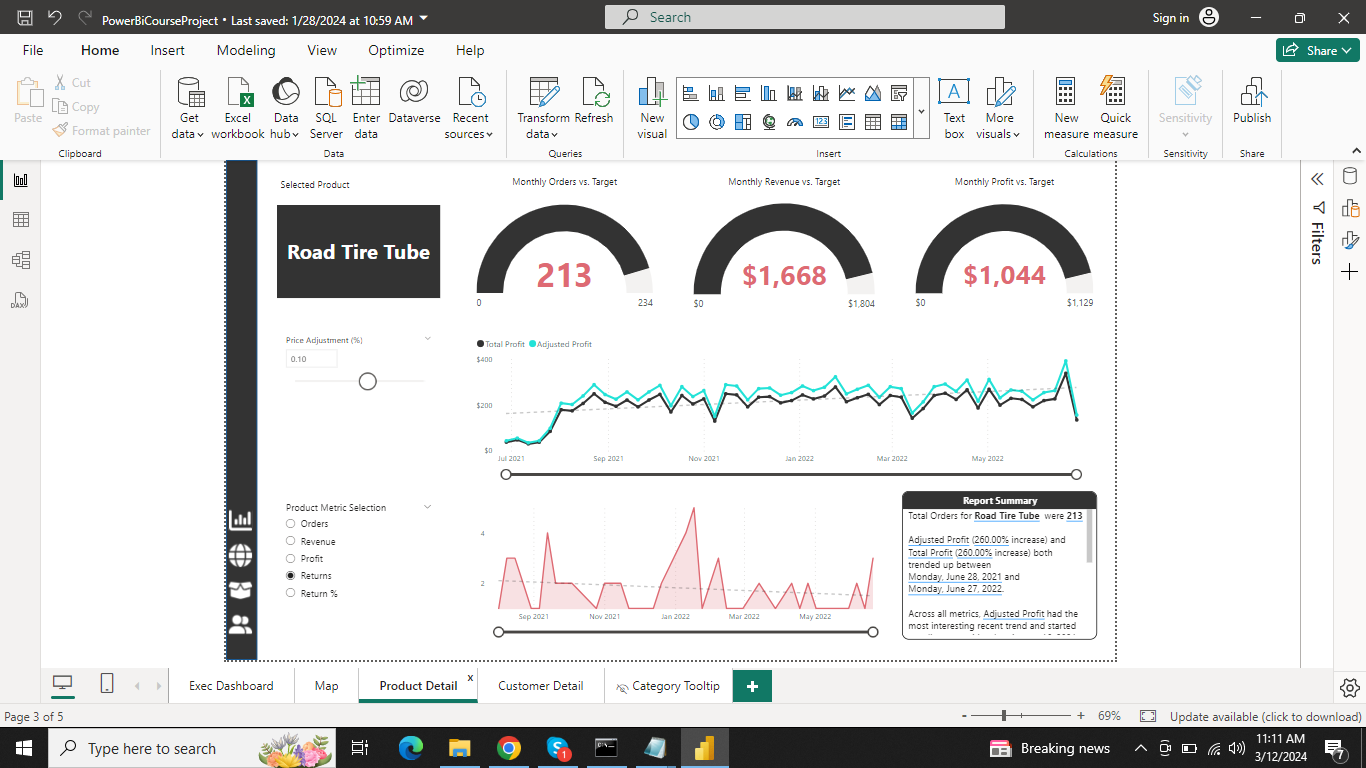 PowerBiCourseProject • Last saved: 1/28/2024 at 10:59 AM
Search
Sign in
File Home Insert Modeling View Optimize Help
Share
Paste
Cut
Copy
Format painter
Clipboard
Get data
Excel workbook
Data hub
SQL Server
Enter data
Dataverse
Recent sources
Data
Transform data
Refresh
Queries
New visual
123
Text box
More visuals
Insert
New measure
Quick measure
Calculations
Sensitivity
Sensitivity
Publish
Share
DAX
Filters
Selected Product
Road Tire Tube
Monthly Orders vs. Target
213
0 234
Monthly Revenue vs. Target
$1,668
$0 $1,804
Monthly Profit vs. Target
$1,044
$0 $1,129
Price Adjustment (%)
0.10
Total Profit Adjusted Profit
$400
$200
$0
Jul 2021 Sep 2021 Nov 2021 Jan 2022 Mar 2022 May 2022
Product Metric Selection
Orders
Revenue
Profit
Returns
Return %
4
2
Sep 2021 Nov 2021 Jan 2022 Mar 2022 May 2022
Report Summary
Total Orders for Road Tire Tube were 213
Adjusted Profit (260.00% increase) and
Total Profit (260.00% increase) both
trended up between
Monday, June 28, 2021 and
Monday, June 27, 2022.
Across all metrics, Adjusted Profit had the
most interesting recent trend and started
Exec Dashboard Map Product Detail x Customer Detail Category Tooltip +
Page 3 of 5
- + 69%
Update available (click to download)
Type here to search
1
Breaking news
11:11 AM
3/12/2024
7